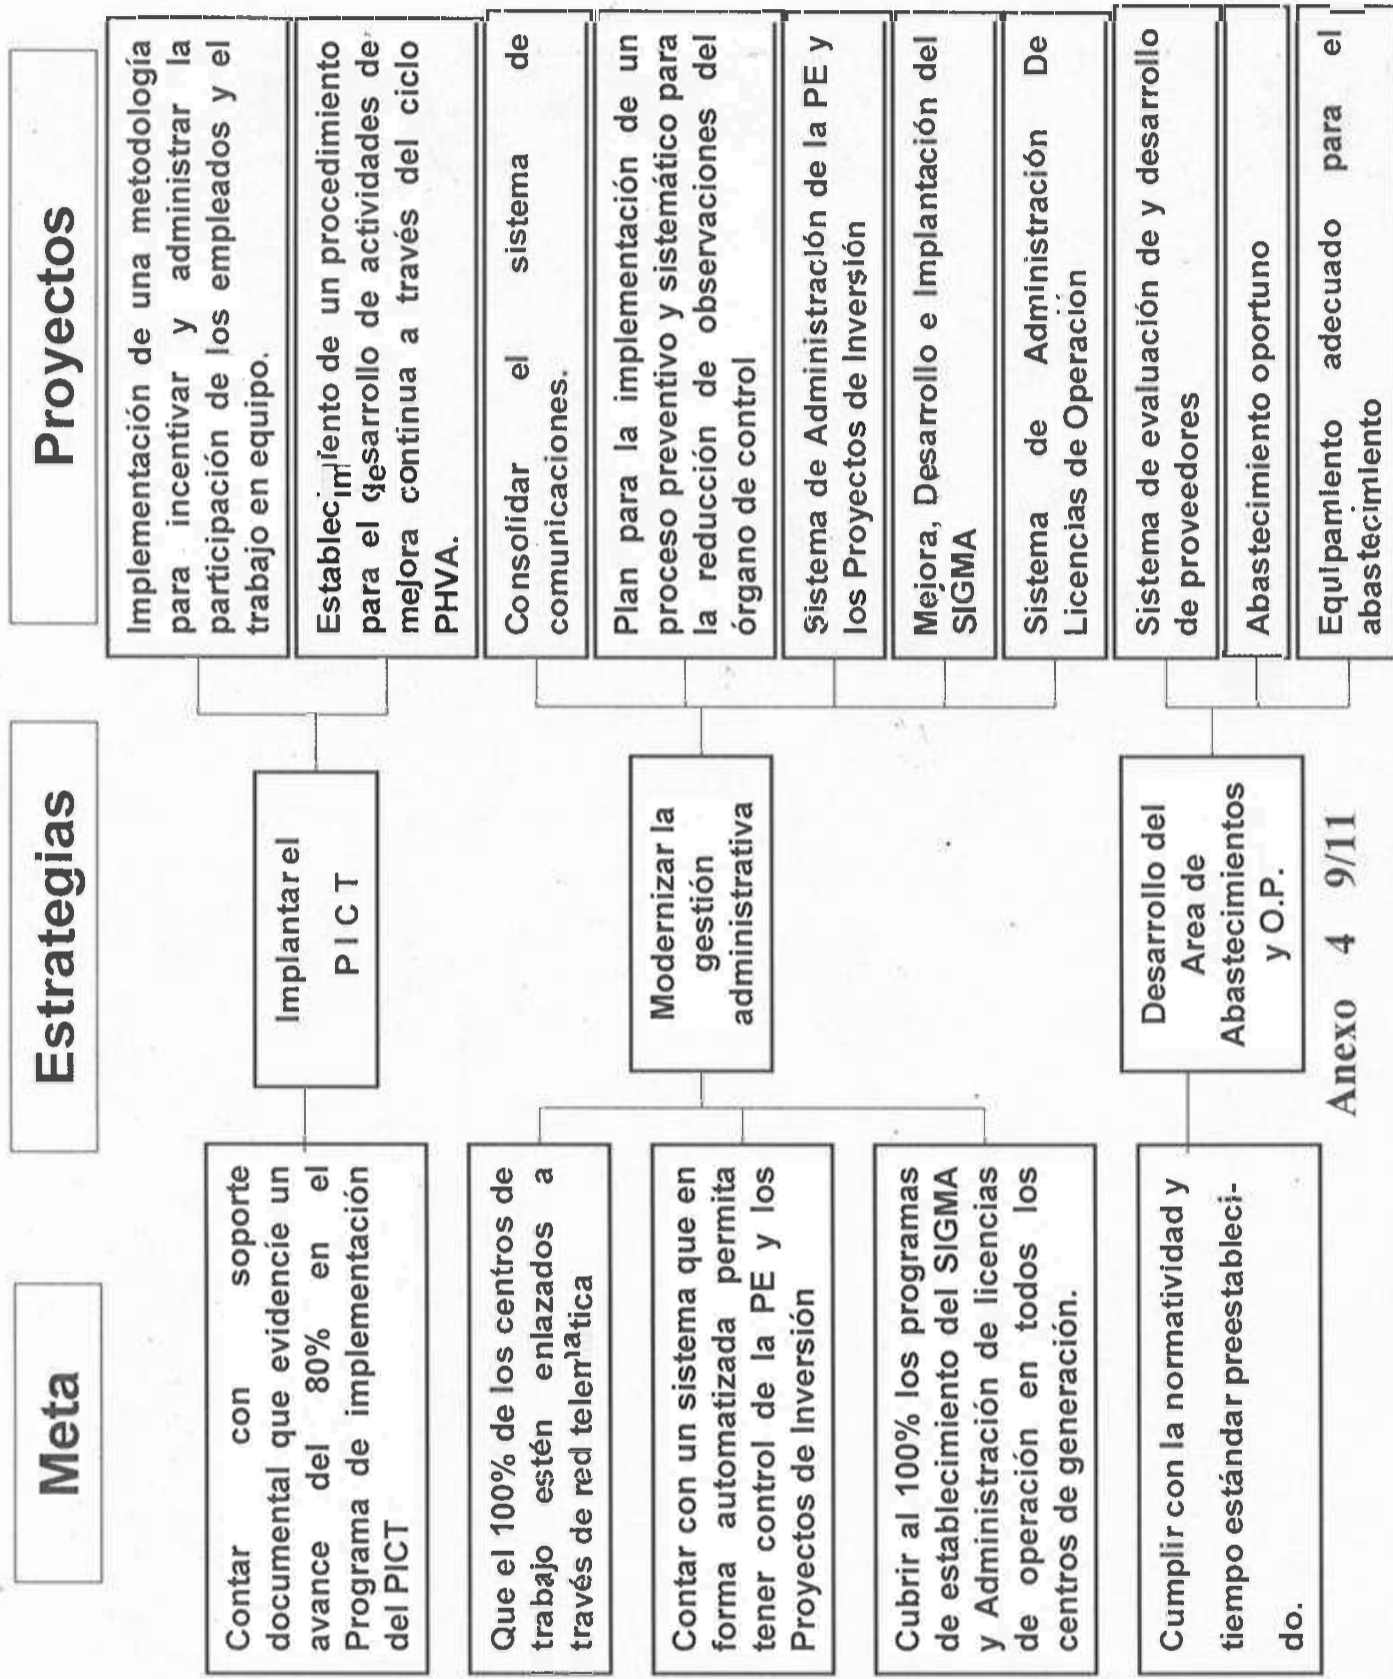 Meta
Estrategias
Proyectos
Contar con soporte
documental que evidencíe un
avance del 80% en el
Programa de implementación
del PICT
Que el 100% de los centros de
trabajo estén enlazados a
través de red telemática
Contar con un sistema que en
forma automatizada permita
tener control de la PE y los
Proyectos de Inversión
Cubrir al 100% los programas
de establecimiento del SIGMA
y Administración de licencias
de operación en todos los
centros de generación.
Cumplir con la normatividad y
tiempo estándar preestableci-
do.
Implantar el
P I C T
Modernizar la
gestión
administrativa
Desarrollo del
Area de
Abastecimientos
y O.P.
Implementación de una metodología
para incentivar y administrar la
participación de los empleados y el
trabajo en equipo.
Establecimiento de un procedimiento
para el desarrollo de actividades de
mejora continua a través del ciclo
PHVA.
Consolidar el sistema de
comunicaciones.
Plan para la implementación de un
proceso preventivo y sistemático para
la reducción de observaciones del
órgano de control
Sistema de Administración de la PE y
los Proyectos de Inversión
Mejora, Desarrollo e Implantación del
SIGMA
Sistema de Administración De
Licencias de Operación
Sistema de evaluación de y desarrollo
de proveedores
Abastecimiento oportuno
Equipamiento adecuado para el
abastecimiento
Anexo 4 9/11